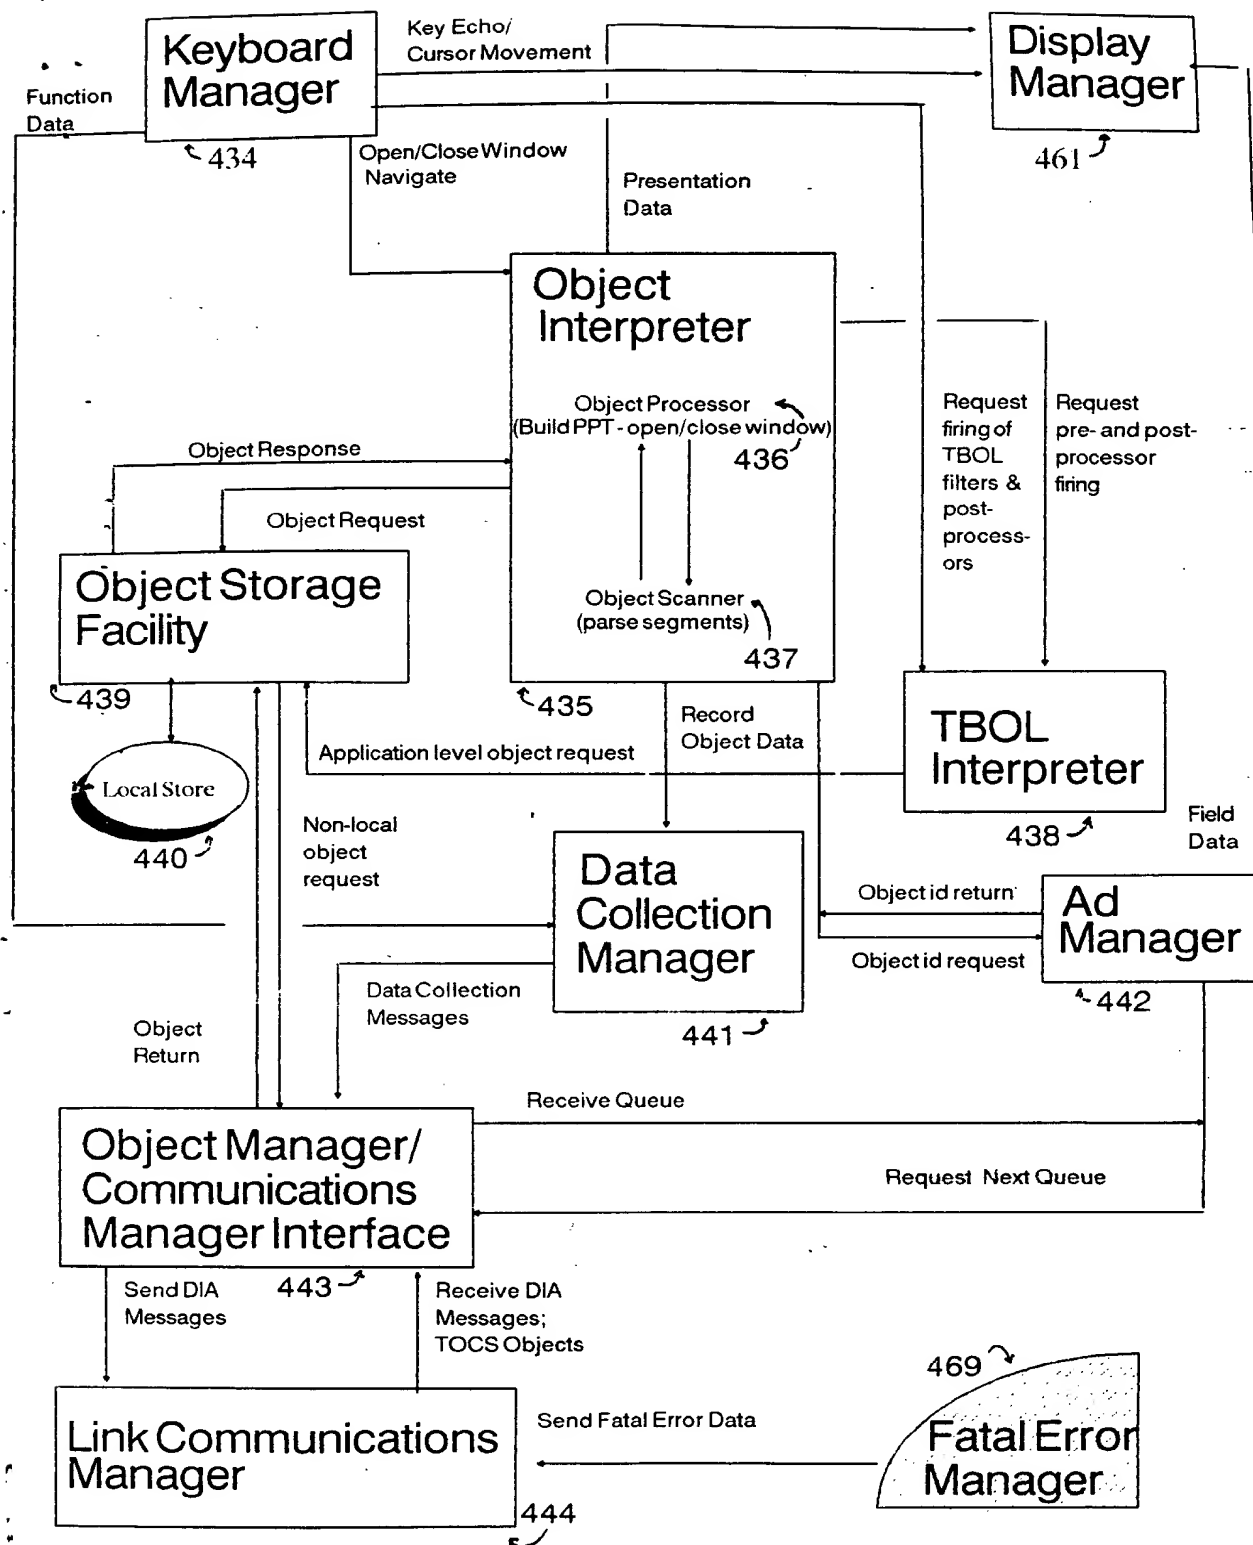 Keyboard
Manager
434
Key Echo/
Cursor Movement
Display
Manager
461
Function
Data
Open/Close Window
Navigate
Presentation
Data
Object
Interpreter
Object Processor
(Build PPT - open/close window)
436
Object Scanner
(parse segments)
437
435
Request
firing of
TBOL
filters &
post-
process-
ors
Request
pre- and post-
processor
firing
Object Response
Object Request
Object Storage
Facility
439
Local Store
440
Application level object request
Record
Object Data
TBOL
Interpreter
438
Field
Data
Non-local
object
request
Data
Collection
Manager
441
Object id return
Object id request
Ad
Manager
442
Data Collection
Messages
Object
Return
Receive Queue
Request Next Queue
Object Manager/
Communications
Manager Interface
443
Send DIA
Messages
Receive DIA
Messages;
TOCS Objects
Link Communications
Manager
444
Send Fatal Error Data
469
Fatal Error
Manager